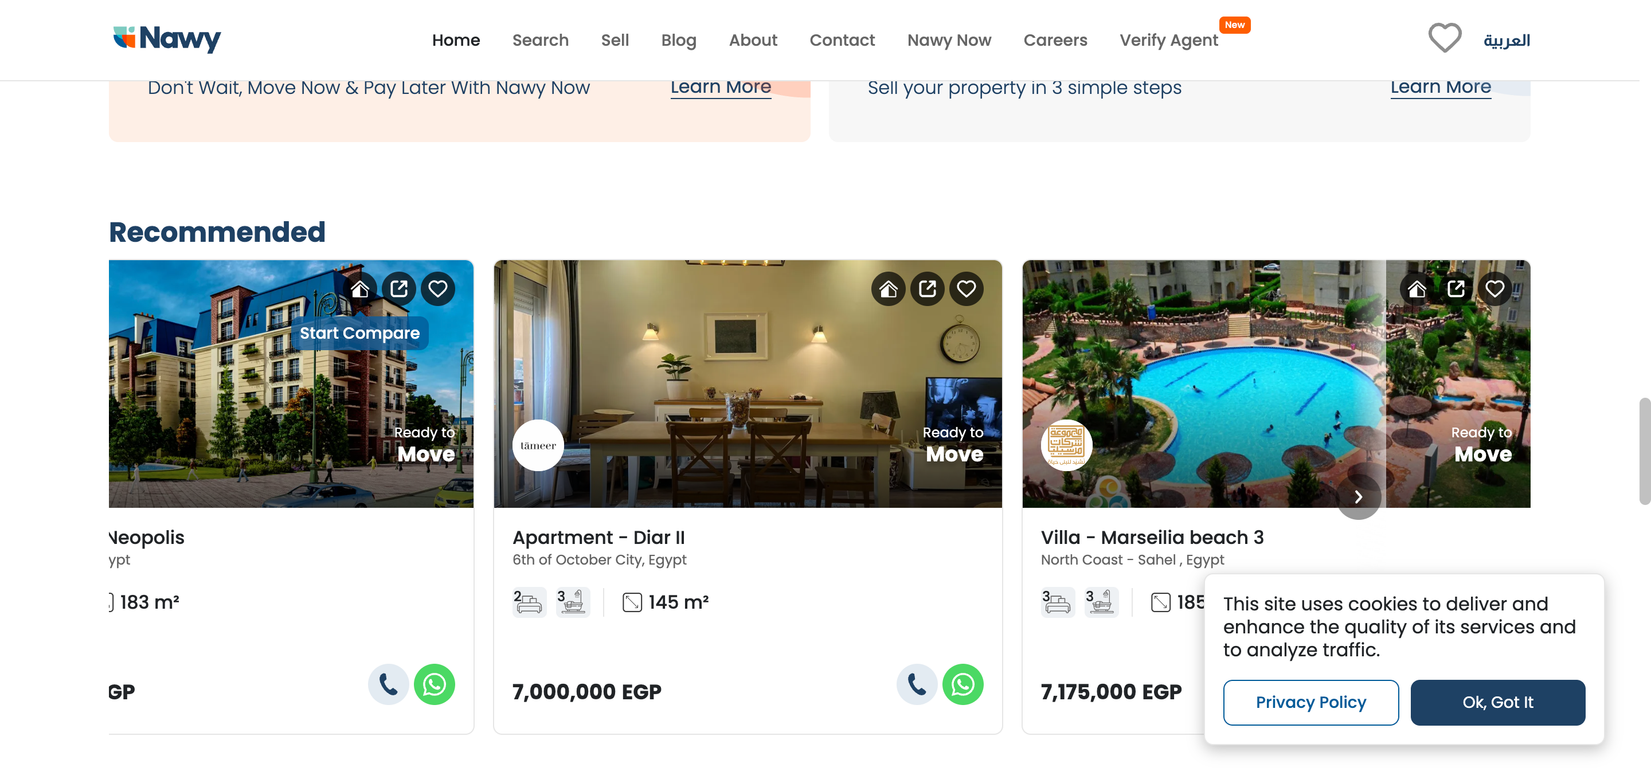 Nawy
Home
Search
Sell
Blog
About
Contact
Nawy Now
Careers
Verify Agent
New
العربية
Don't Wait, Move Now & Pay Later With Nawy Now
Learn More
Sell your property in 3 simple steps
Learn More
Recommended
Start Compare
Ready to
Move
Neopolis
ypt
183 m²
GP
tameer
Ready to
Move
Apartment - Diar II
6th of October City, Egypt
2
3
145 m²
7,000,000 EGP
Ready to
Move
Villa - Marseilia beach 3
North Coast - Sahel , Egypt
3
3
185
7,175,000 EGP
This site uses cookies to deliver and
enhance the quality of its services and
to analyze traffic.
Privacy Policy
Ok, Got It